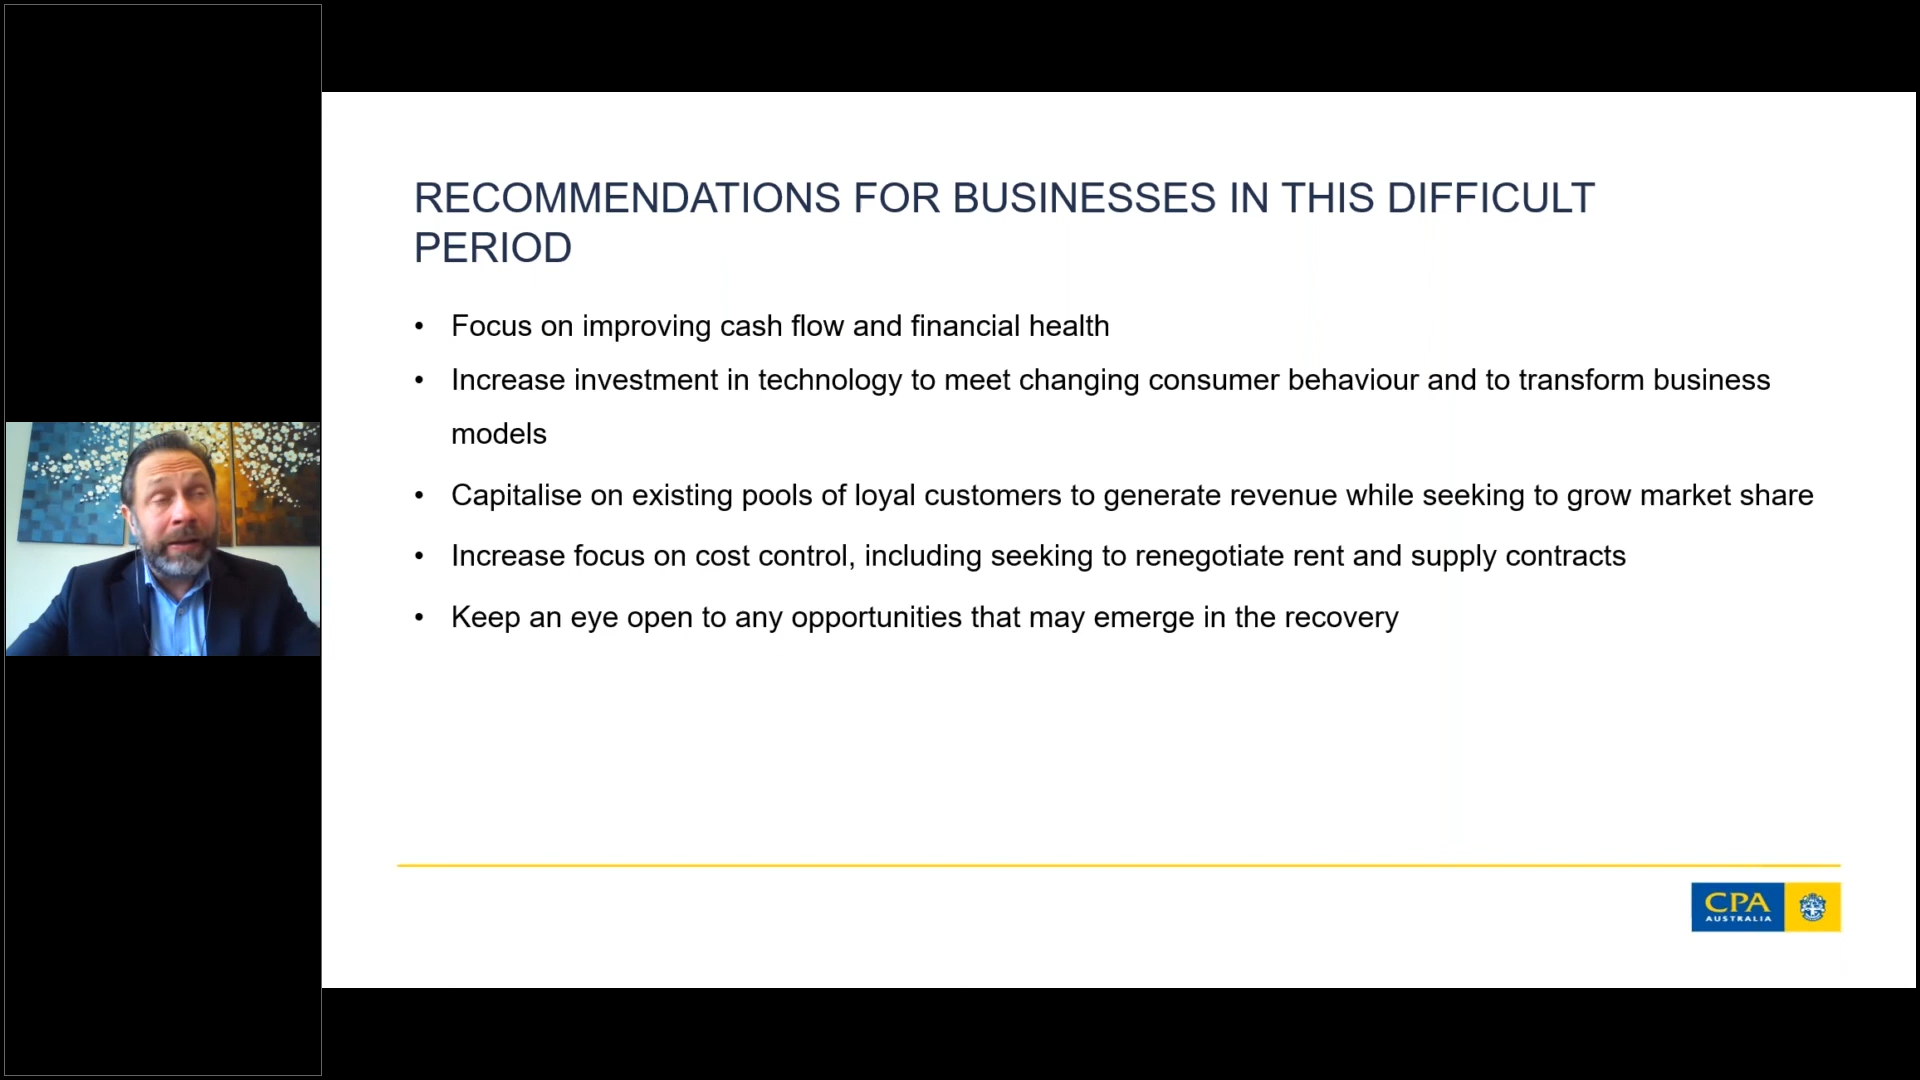 RECOMMENDATIONS FOR BUSINESSES IN THIS DIFFICULT
PERIOD
• Focus on improving cash flow and financial health
• Increase investment in technology to meet changing consumer behaviour and to transform business
models
• Capitalise on existing pools of loyal customers to generate revenue while seeking to grow market share
• Increase focus on cost control, including seeking to renegotiate rent and supply contracts
• Keep an eye open to any opportunities that may emerge in the recovery
CPA
AUSTRALIA